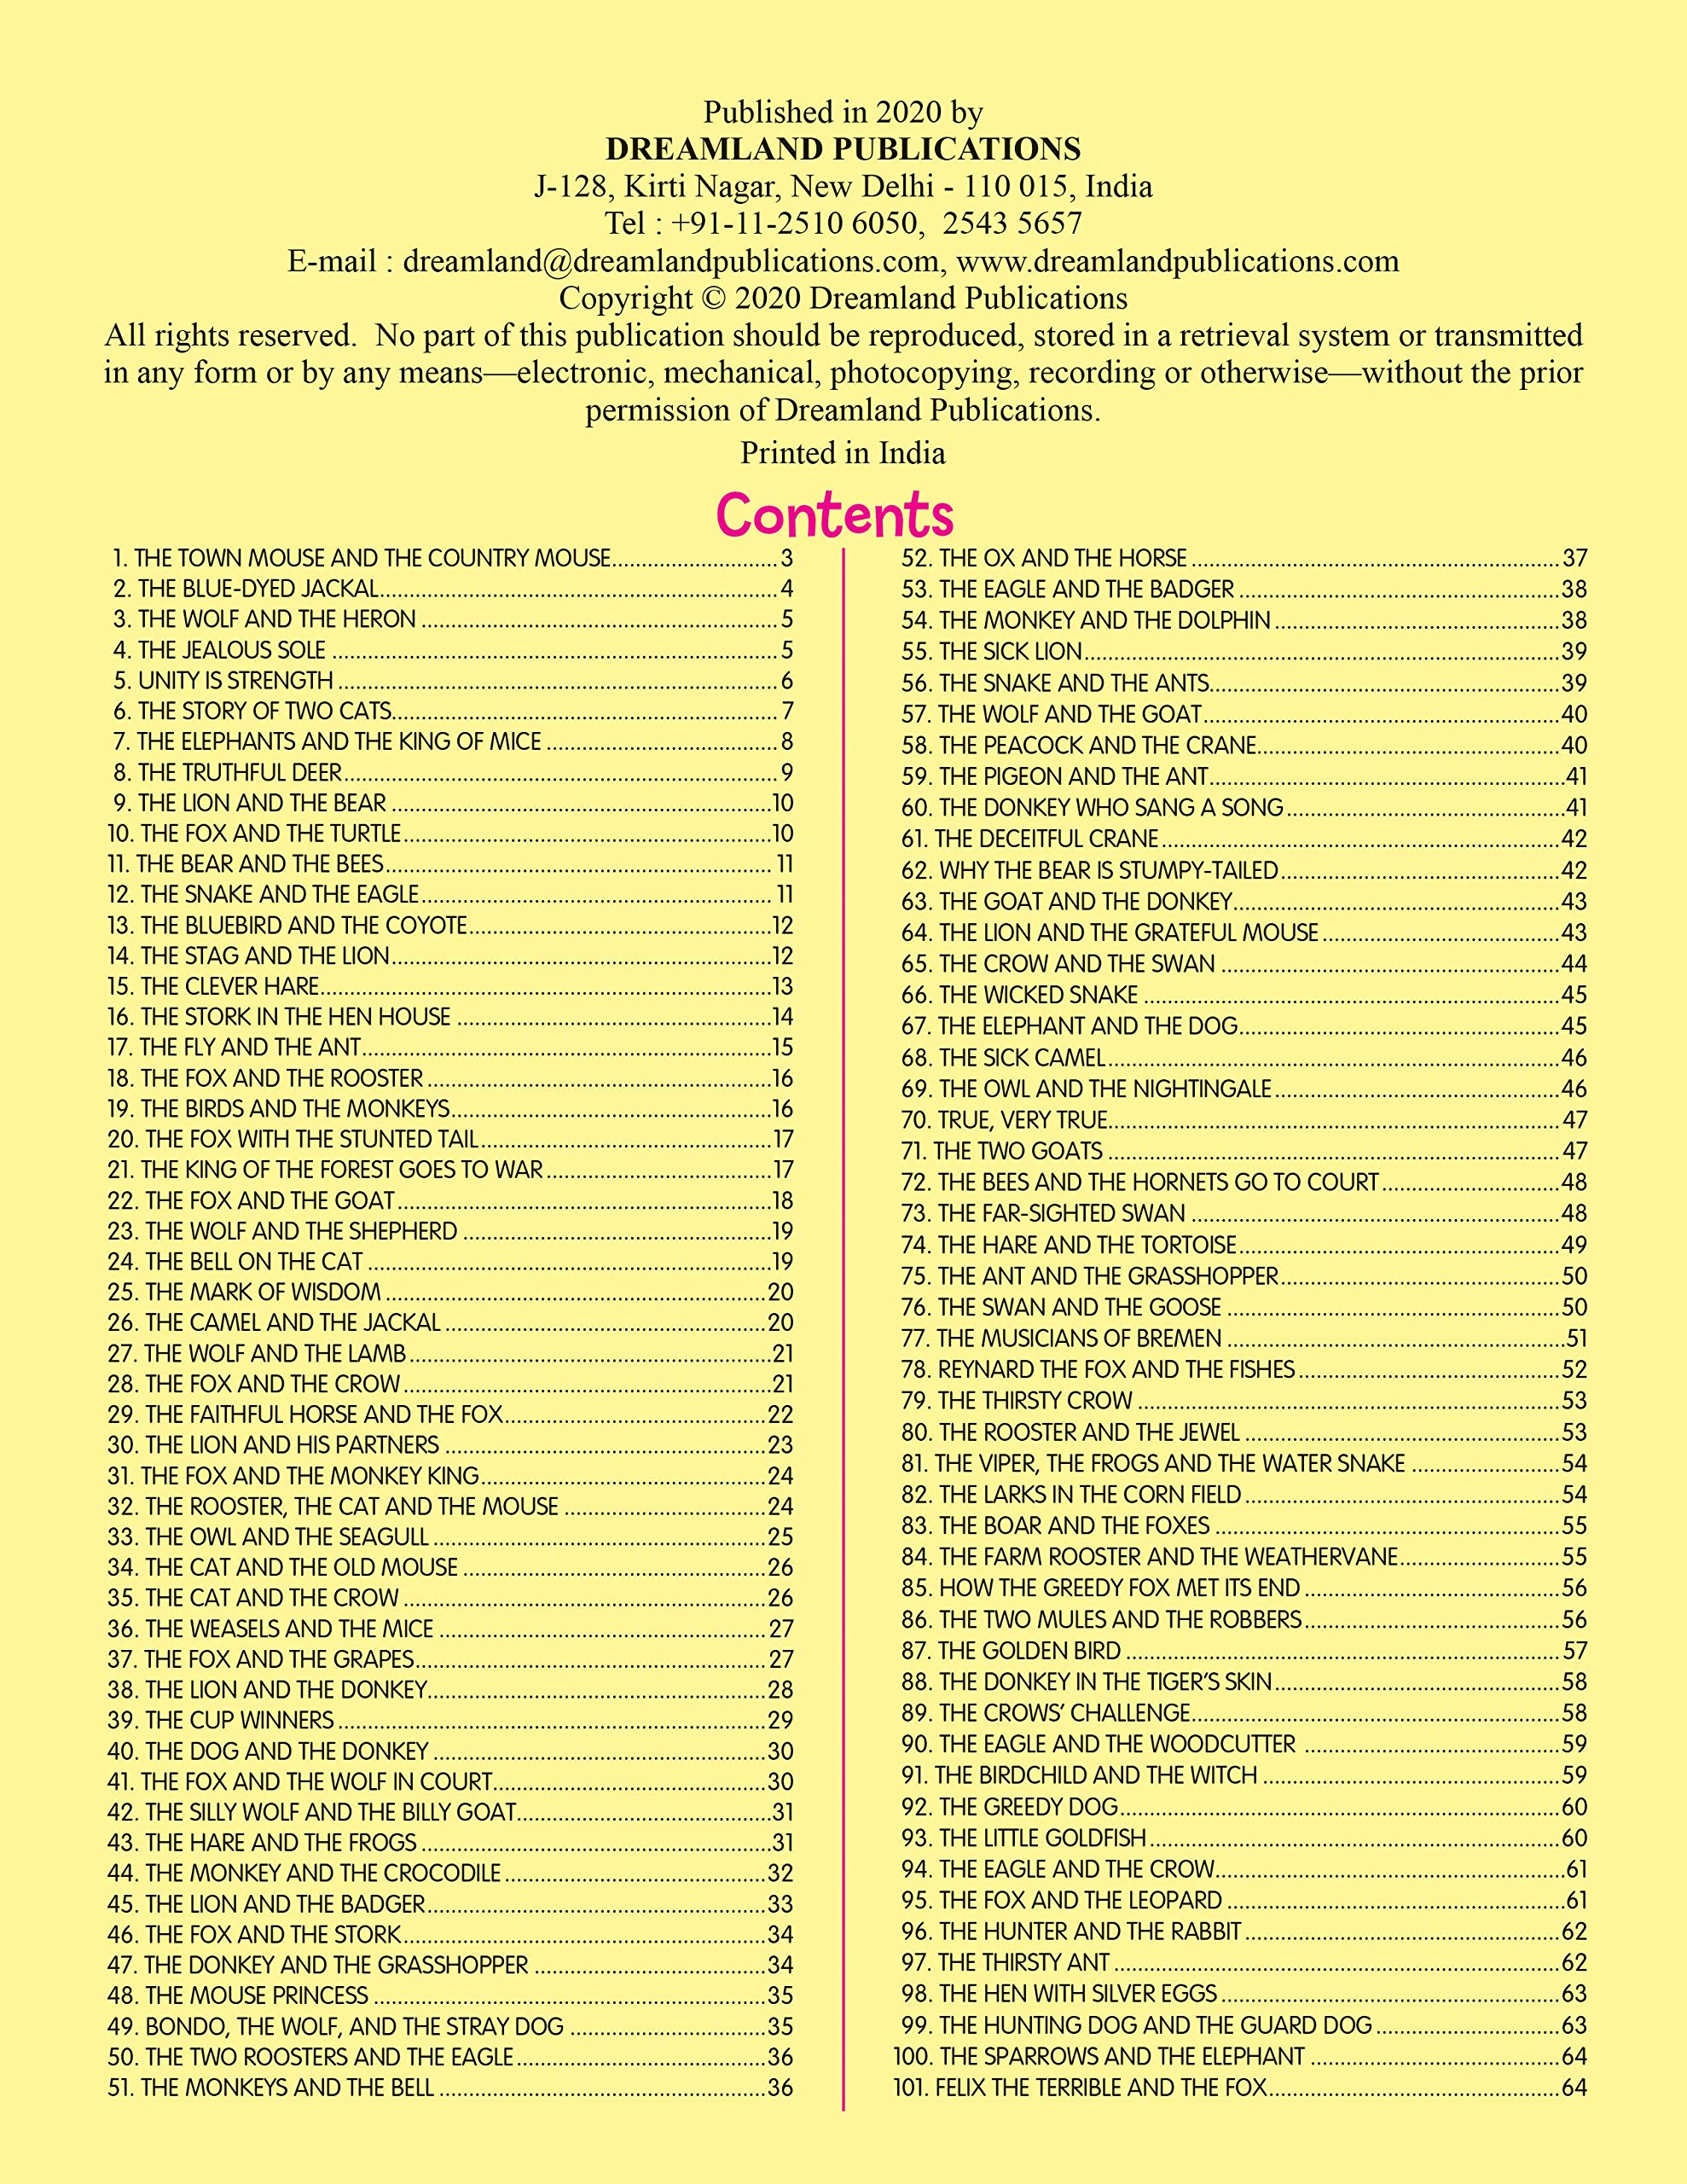 Published in 2020 by
DREAMLAND PUBLICATIONS
J-128, Kirti Nagar, New Delhi - 110 015, India
Tel : +91-11-2510 6050,  2543 5657
E-mail : dreamland@dreamlandpublications.com, www.dreamlandpublications.com
Copyright © 2020 Dreamland Publications
All rights reserved.  No part of this publication should be reproduced, stored in a retrieval system or transmitted
in any form or by any means—electronic, mechanical, photocopying, recording or otherwise—without the prior
permission of Dreamland Publications.
Printed in India
Contents
1. THE TOWN MOUSE AND THE COUNTRY MOUSE 3
2. THE BLUE-DYED JACKAL 4
3. THE WOLF AND THE HERON 5
4. THE JEALOUS SOLE 5
5. UNITY IS STRENGTH 6
6. THE STORY OF TWO CATS 7
7. THE ELEPHANTS AND THE KING OF MICE 8
8. THE TRUTHFUL DEER 9
9. THE LION AND THE BEAR 10
10. THE FOX AND THE TURTLE 10
11. THE BEAR AND THE BEES 11
12. THE SNAKE AND THE EAGLE 11
13. THE BLUEBIRD AND THE COYOTE 12
14. THE STAG AND THE LION 12
15. THE CLEVER HARE 13
16. THE STORK IN THE HEN HOUSE 14
17. THE FLY AND THE ANT 15
18. THE FOX AND THE ROOSTER 16
19. THE BIRDS AND THE MONKEYS 16
20. THE FOX WITH THE STUNTED TAIL 17
21. THE KING OF THE FOREST GOES TO WAR 17
22. THE FOX AND THE GOAT 18
23. THE WOLF AND THE SHEPHERD 19
24. THE BELL ON THE CAT 19
25. THE MARK OF WISDOM 20
26. THE CAMEL AND THE JACKAL 20
27. THE WOLF AND THE LAMB 21
28. THE FOX AND THE CROW 21
29. THE FAITHFUL HORSE AND THE FOX 22
30. THE LION AND HIS PARTNERS 23
31. THE FOX AND THE MONKEY KING 24
32. THE ROOSTER, THE CAT AND THE MOUSE 24
33. THE OWL AND THE SEAGULL 25
34. THE CAT AND THE OLD MOUSE 26
35. THE CAT AND THE CROW 26
36. THE WEASELS AND THE MICE 27
37. THE FOX AND THE GRAPES 27
38. THE LION AND THE DONKEY 28
39. THE CUP WINNERS 29
40. THE DOG AND THE DONKEY 30
41. THE FOX AND THE WOLF IN COURT 30
42. THE SILLY WOLF AND THE BILLY GOAT 31
43. THE HARE AND THE FROGS 31
44. THE MONKEY AND THE CROCODILE 32
45. THE LION AND THE BADGER 33
46. THE FOX AND THE STORK 34
47. THE DONKEY AND THE GRASSHOPPER 34
48. THE MOUSE PRINCESS 35
49. BONDO, THE WOLF, AND THE STRAY DOG 35
50. THE TWO ROOSTERS AND THE EAGLE 36
51. THE MONKEYS AND THE BELL 36
52. THE OX AND THE HORSE 37
53. THE EAGLE AND THE BADGER 38
54. THE MONKEY AND THE DOLPHIN 38
55. THE SICK LION 39
56. THE SNAKE AND THE ANTS 39
57. THE WOLF AND THE GOAT 40
58. THE PEACOCK AND THE CRANE 40
59. THE PIGEON AND THE ANT 41
60. THE DONKEY WHO SANG A SONG 41
61. THE DECEITFUL CRANE 42
62. WHY THE BEAR IS STUMPY-TAILED 42
63. THE GOAT AND THE DONKEY 43
64. THE LION AND THE GRATEFUL MOUSE 43
65. THE CROW AND THE SWAN 44
66. THE WICKED SNAKE 45
67. THE ELEPHANT AND THE DOG 45
68. THE SICK CAMEL 46
69. THE OWL AND THE NIGHTINGALE 46
70. TRUE, VERY TRUE 47
71. THE TWO GOATS 47
72. THE BEES AND THE HORNETS GO TO COURT 48
73. THE FAR-SIGHTED SWAN 48
74. THE HARE AND THE TORTOISE 49
75. THE ANT AND THE GRASSHOPPER 50
76. THE SWAN AND THE GOOSE 50
77. THE MUSICIANS OF BREMEN 51
78. REYNARD THE FOX AND THE FISHES 52
79. THE THIRSTY CROW 53
80. THE ROOSTER AND THE JEWEL 53
81. THE VIPER, THE FROGS AND THE WATER SNAKE 54
82. THE LARKS IN THE CORN FIELD 54
83. THE BOAR AND THE FOXES 55
84. THE FARM ROOSTER AND THE WEATHERVANE 55
85. HOW THE GREEDY FOX MET ITS END 56
86. THE TWO MULES AND THE ROBBERS 56
87. THE GOLDEN BIRD 57
88. THE DONKEY IN THE TIGER'S SKIN 58
89. THE CROWS' CHALLENGE 58
90. THE EAGLE AND THE WOODCUTTER 59
91. THE BIRDCHILD AND THE WITCH 59
92. THE GREEDY DOG 60
93. THE LITTLE GOLDFISH 60
94. THE EAGLE AND THE CROW 61
95. THE FOX AND THE LEOPARD 61
96. THE HUNTER AND THE RABBIT 62
97. THE THIRSTY ANT 62
98. THE HEN WITH SILVER EGGS 63
99. THE HUNTING DOG AND THE GUARD DOG 63
100. THE SPARROWS AND THE ELEPHANT 64
101. FELIX THE TERRIBLE AND THE FOX 64